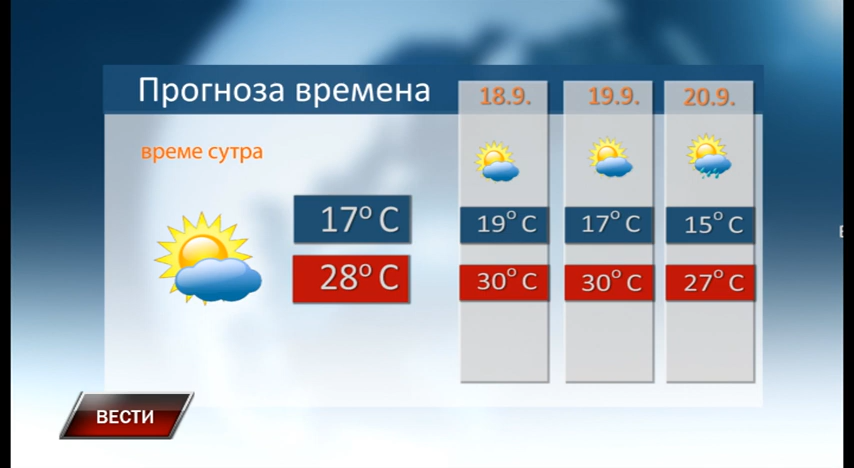 Прогноза времена
време сутра
17° C
28° C
18.9.
19° C
30° C
19.9.
17° C
30° C
20.9.
15° C
27° C
ВЕСТИ